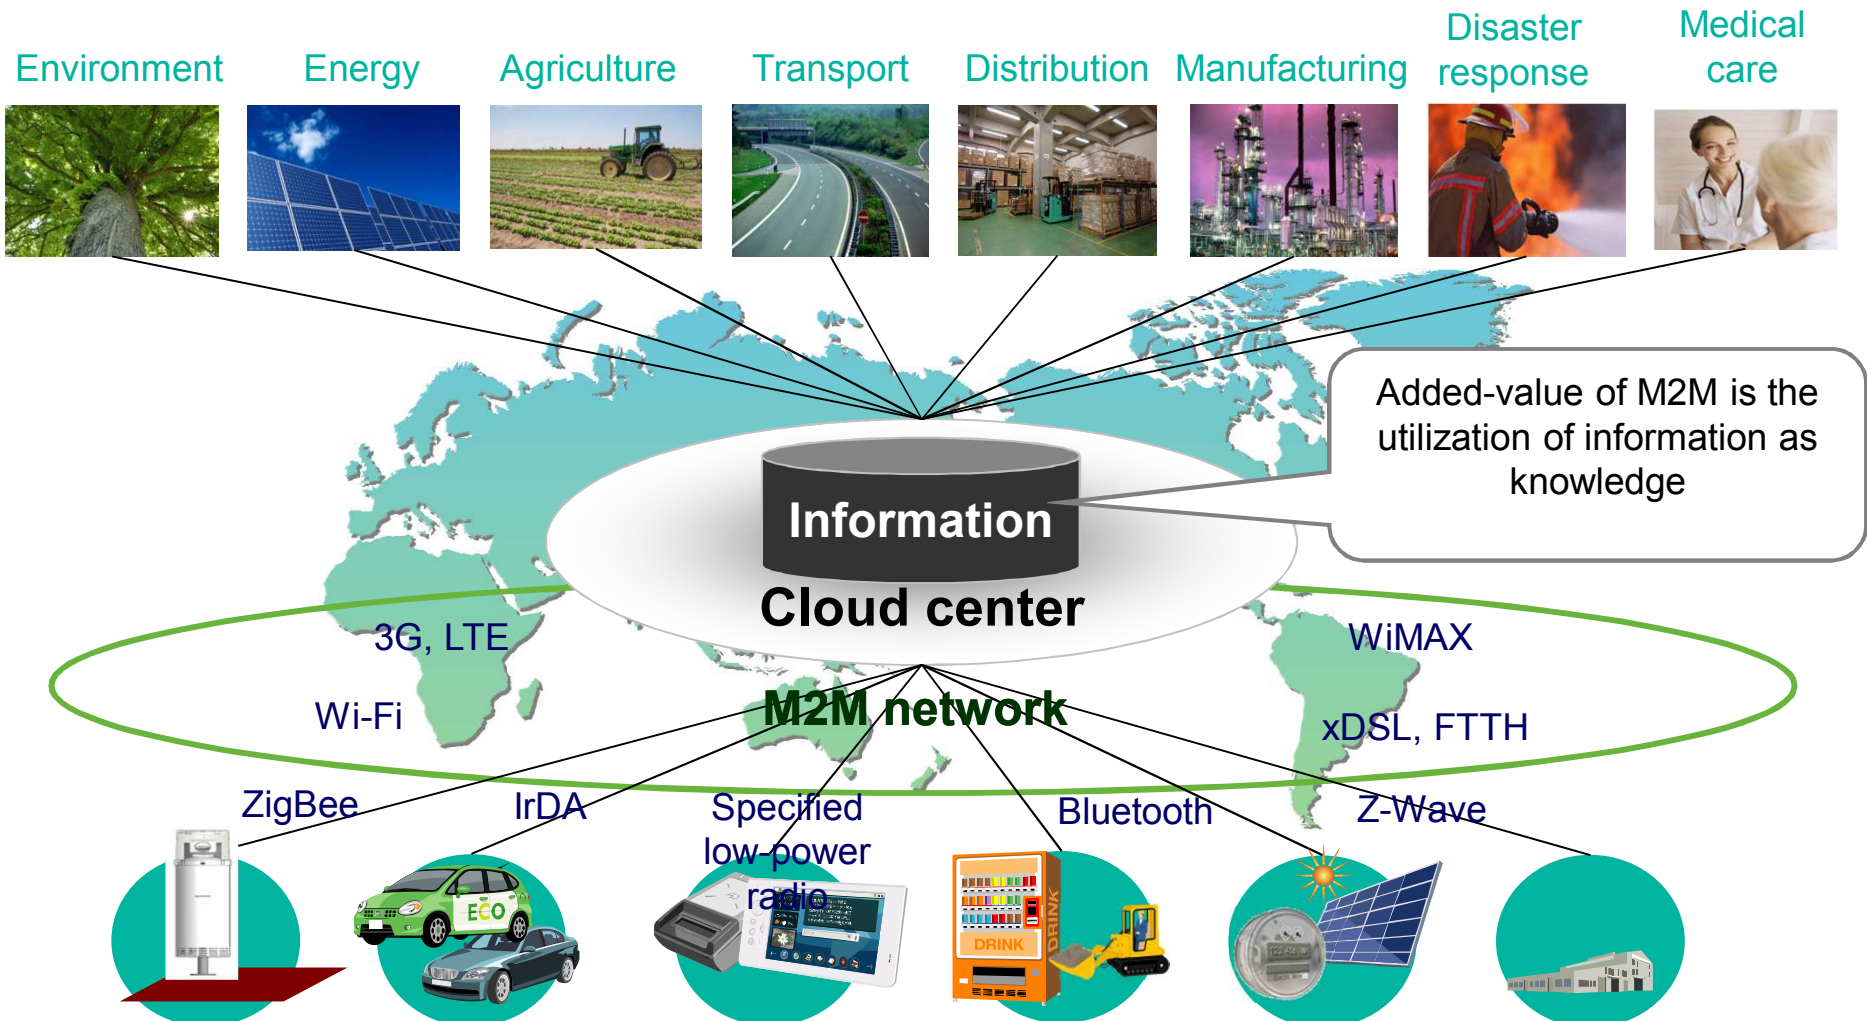 Environment
Energy
Agriculture
Transport
Distribution
Manufacturing
Disaster
response
Medical
care
Added-value of M2M is the
utilization of information as
knowledge
Information
Cloud center
3G, LTE
WiMAX
M2M network
Wi-Fi
xDSL, FTTH
ZigBee
IrDA
Specified
low-power
radio
Bluetooth
Z-Wave
ECO
DRINK
DRINK